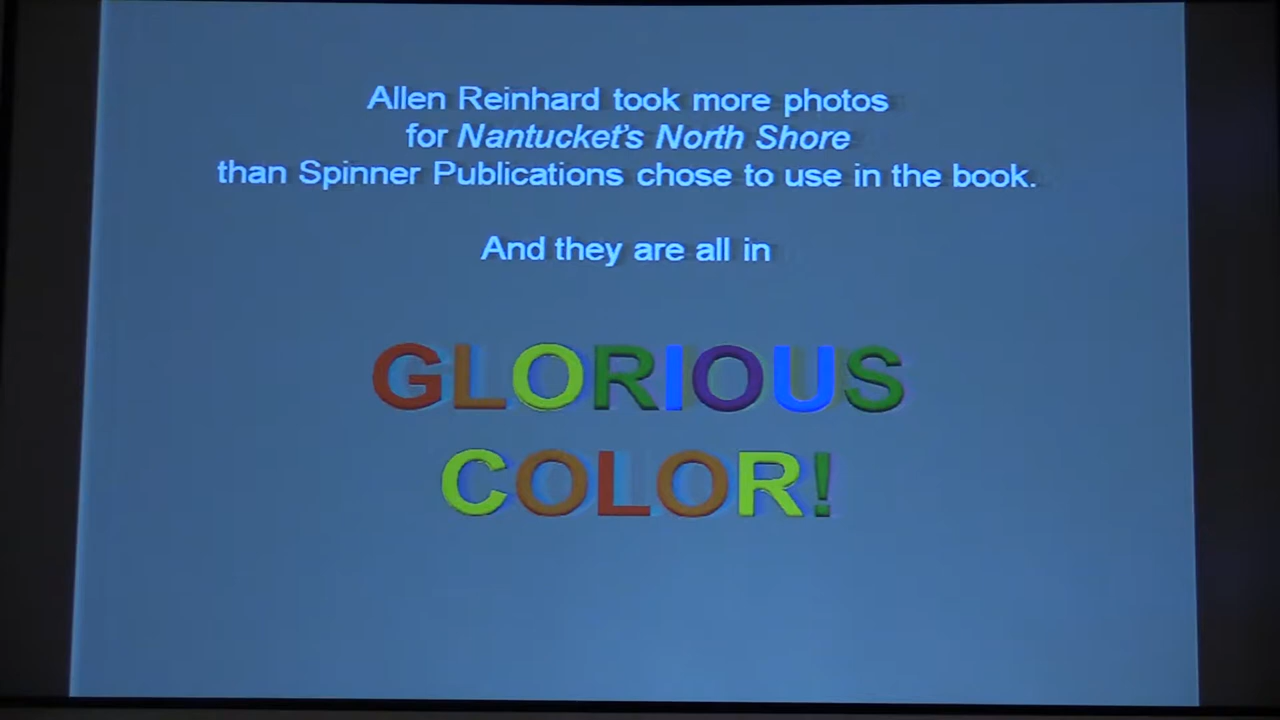 Allen Reinhard took more photos
for Nantucket's North Shore
than Spinner Publications chose to use in the book.
And they are all in
GLORIOUS
COLOR!